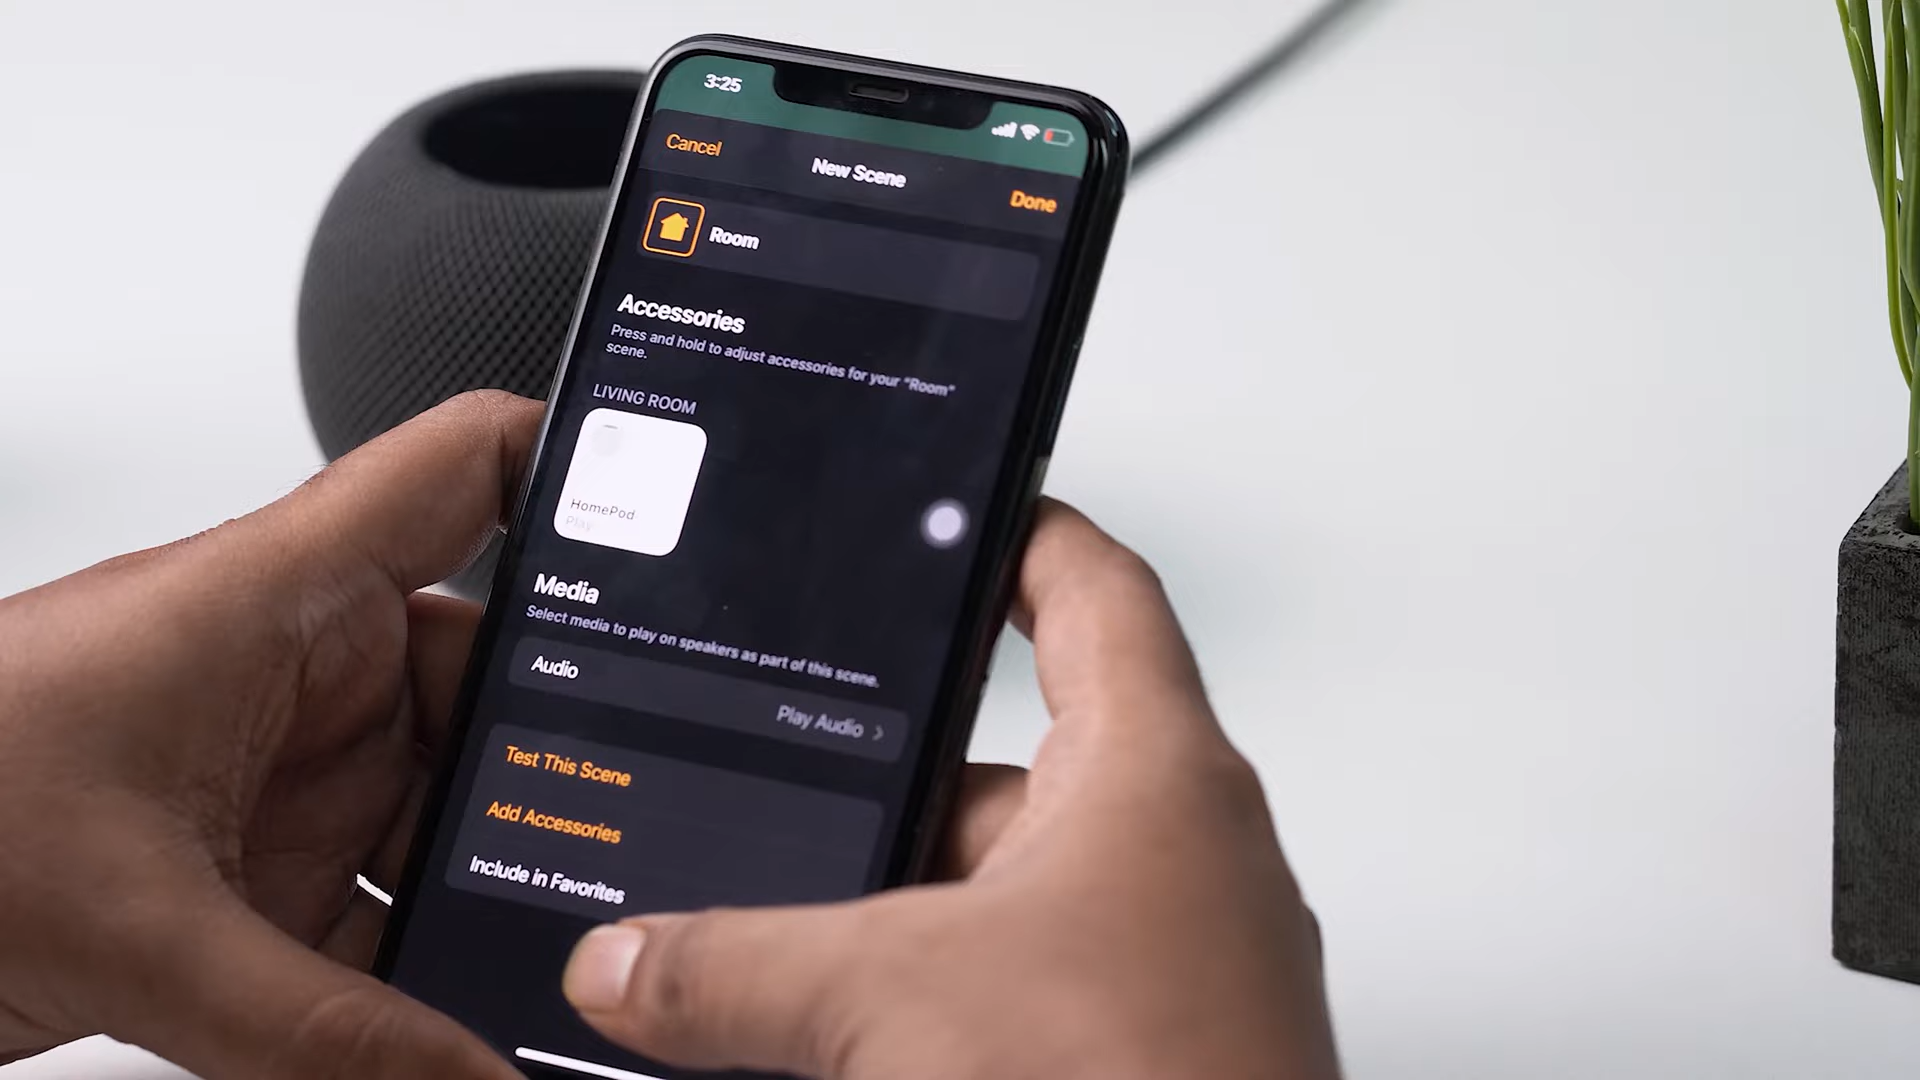 3:25
Cancel
New Scene
Done
Room
Accessories
Press and hold to adjust accessories for your "Room"
scene.
LIVING ROOM
HomePod
Play
Media
Select media to play on speakers as part of this scene.
Audio
Play Audio
Test This Scene
Add Accessories
Include in Favorites